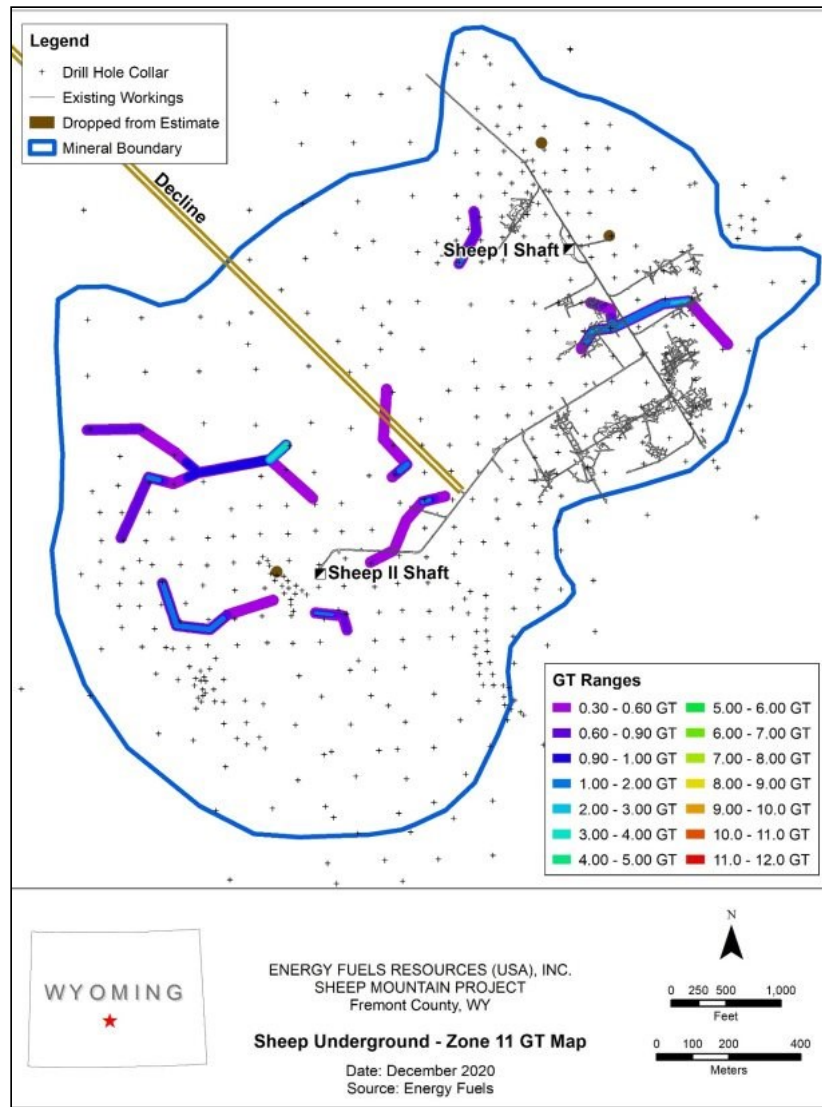 Legend
Drill Hole Collar
Existing Workings
Dropped from Estimate
Mineral Boundary
Decline
Sheep I Shaft
Sheep II Shaft
GT Ranges
0.30 - 0.60 GT
0.60 - 0.90 GT
0.90 - 1.00 GT
1.00 - 2.00 GT
2.00 - 3.00 GT
3.00 - 4.00 GT
4.00 - 5.00 GT
5.00 - 6.00 GT
6.00 - 7.00 GT
7.00 - 8.00 GT
8.00 - 9.00 GT
9.00 - 10.0 GT
10.0 - 11.0 GT
11.0 - 12.0 GT
WYOMING
ENERGY FUELS RESOURCES (USA), INC.
SHEEP MOUNTAIN PROJECT
Fremont County, WY
Sheep Underground - Zone 11 GT Map
Date: December 2020
Source: Energy Fuels
N
0 250 500 1,000
Feet
0 100 200 400
Meters